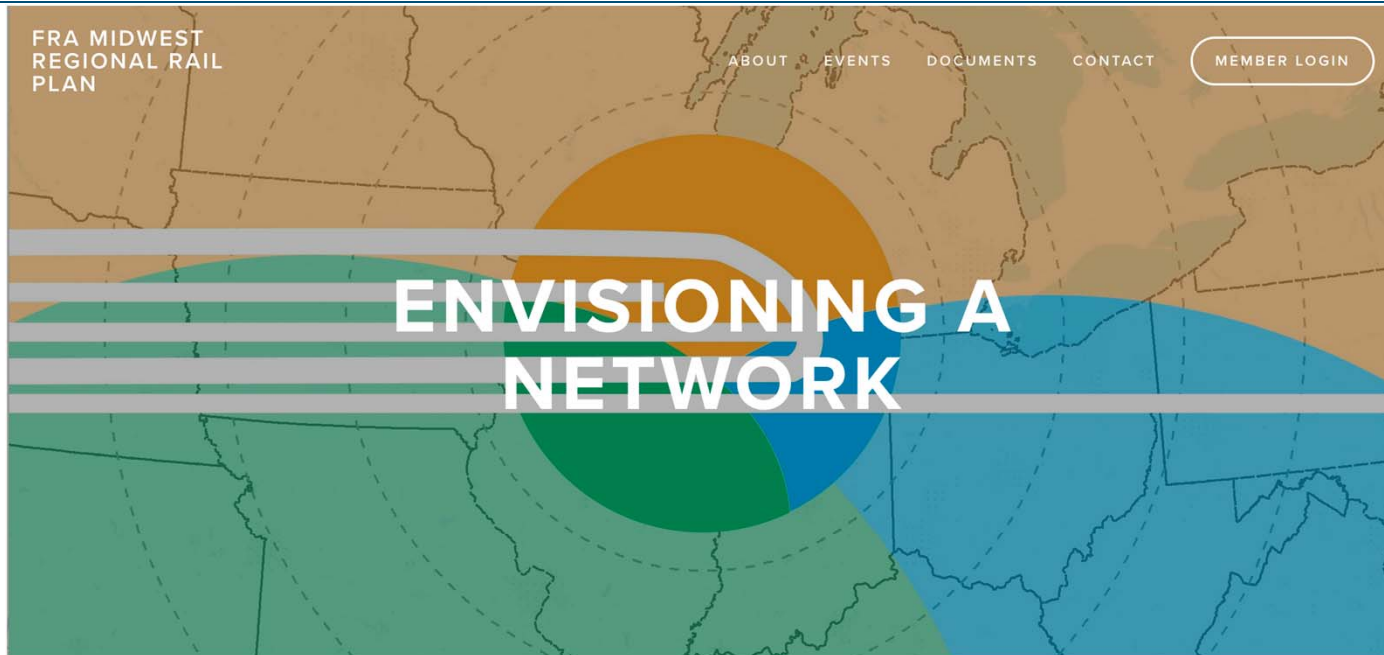 FRA MIDWEST
REGIONAL RAIL
PLAN
ABOUT EVENTS DOCUMENTS CONTACT MEMBER LOGIN
ENVISIONING A
NETWORK